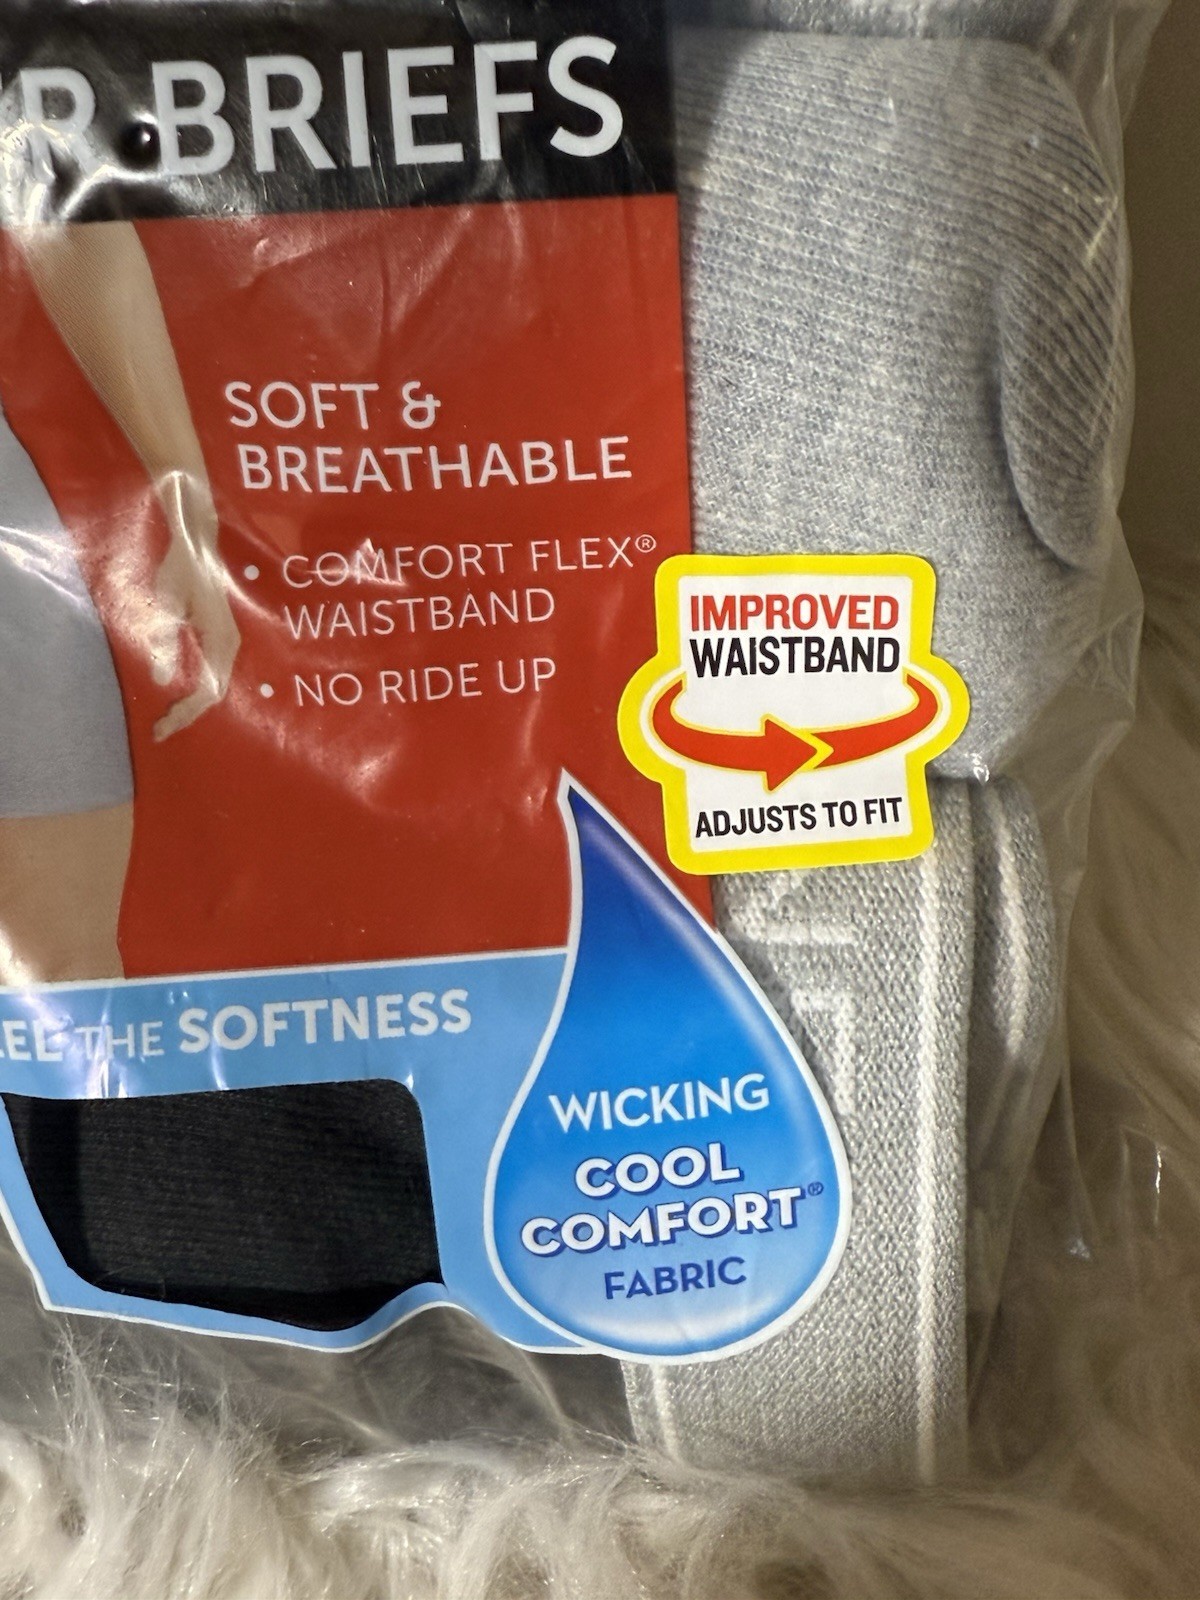 R BRIEFS
SOFT &
BREATHABLE
• COMFORT FLEX®
WAISTBAND
• NO RIDE UP
IMPROVED
WAISTBAND
ADJUSTS TO FIT
EEL THE SOFTNESS
WICKING
COOL
COMFORT®
FABRIC